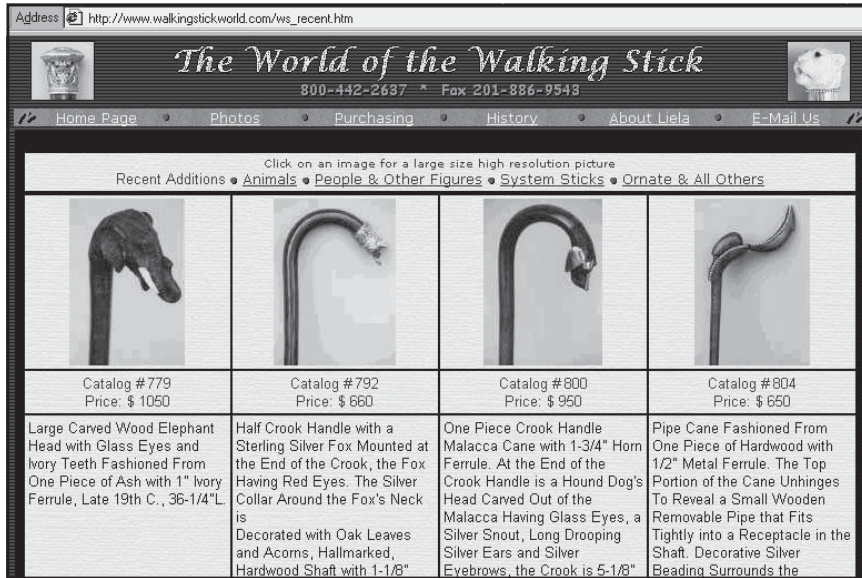 Address http://www.walkingstickworld.com/ws_recent.htm
The World of the Walking Stick
800-442-2637 * Fax 201-886-9543
Home Page Photos Purchasing History About Liela E-Mail Us
Click on an image for a large size high resolution picture
Recent Additions • Animals • People & Other Figures • System Sticks • Ornate & All Others
Catalog #779
Price: $ 1050
Large Carved Wood Elephant
Head with Glass Eyes and
Ivory Teeth Fashioned From
One Piece of Ash with 1" Ivory
Ferrule, Late 19th C., 36-1/4"L.
Catalog #792
Price: $ 660
Half Crook Handle with a
Sterling Silver Fox Mounted at
the End of the Crook, the Fox
Having Red Eyes. The Silver
Collar Around the Fox's Neck
is
Decorated with Oak Leaves
and Acorns, Hallmarked,
Hardwood Shaft with 1-1/8"
Catalog #800
Price: $ 950
One Piece Crook Handle
Malacca Cane with 1-3/4" Horn
Ferrule. At the End of the
Crook Handle is a Hound Dog's
Head Carved Out of the
Malacca Having Glass Eyes, a
Silver Snout, Long Drooping
Silver Ears and Silver
Eyebrows, the Crook is 5-1/8"
Catalog #804
Price: $ 650
Pipe Cane Fashioned From
One Piece of Hardwood with
1/2" Metal Ferrule. The Top
Portion of the Cane Unhinges
To Reveal a Small Wooden
Removable Pipe that Fits
Tightly into a Receptacle in the
Shaft. Decorative Silver
Beading Surrounds the